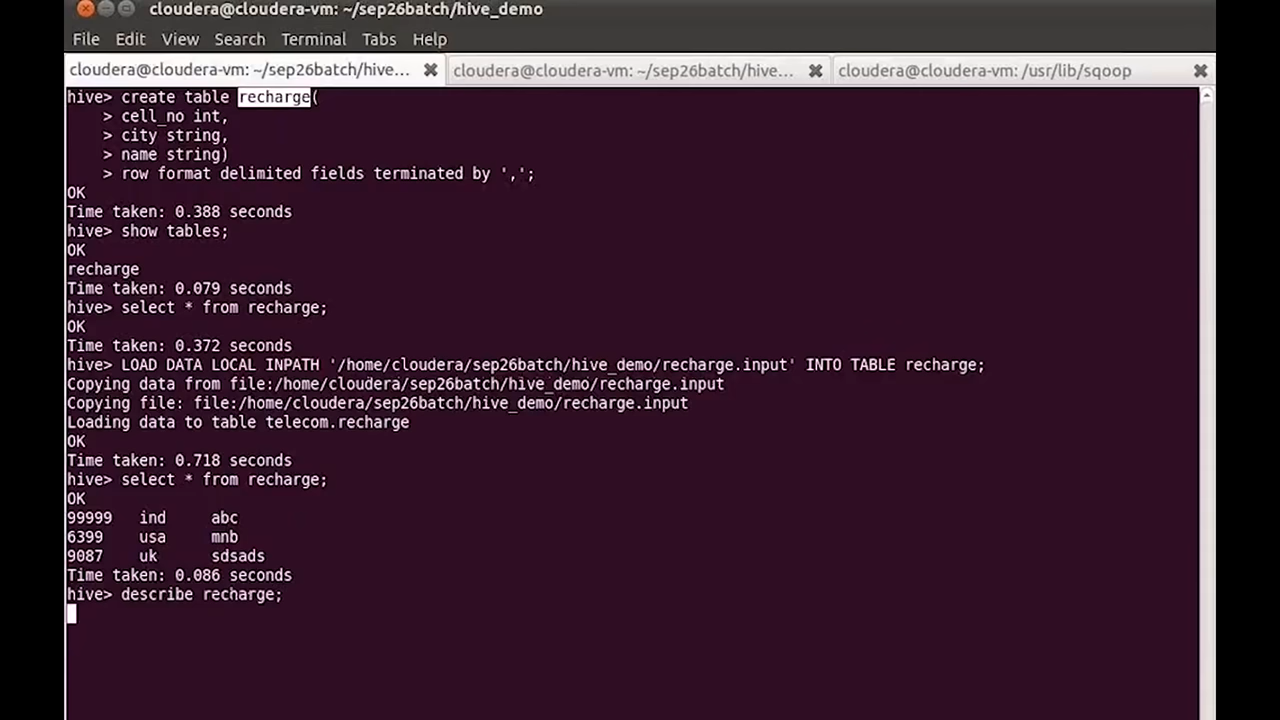 cloudera@cloudera-vm: ~/sep26batch/hive_demo
File Edit View Search Terminal Tabs Help
cloudera@cloudera-vm: ~/sep26batch/hive... cloudera@cloudera-vm: ~/sep26batch/hive... cloudera@cloudera-vm: /usr/lib/sqoop
hive> create table recharge(
> cell_no int,
> city string,
> name string)
> row format delimited fields terminated by ',';
OK
Time taken: 0.388 seconds
hive> show tables;
OK
recharge
Time taken: 0.079 seconds
hive> select * from recharge;
OK
Time taken: 0.372 seconds
hive> LOAD DATA LOCAL INPATH '/home/cloudera/sep26batch/hive_demo/recharge.input' INTO TABLE recharge;
Copying data from file:/home/cloudera/sep26batch/hive_demo/recharge.input
Copying file: file:/home/cloudera/sep26batch/hive_demo/recharge.input
Loading data to table telecom.recharge
OK
Time taken: 0.718 seconds
hive> select * from recharge;
OK
99999 ind abc
6399 usa mnb
9087 uk sdsads
Time taken: 0.086 seconds
hive> describe recharge;